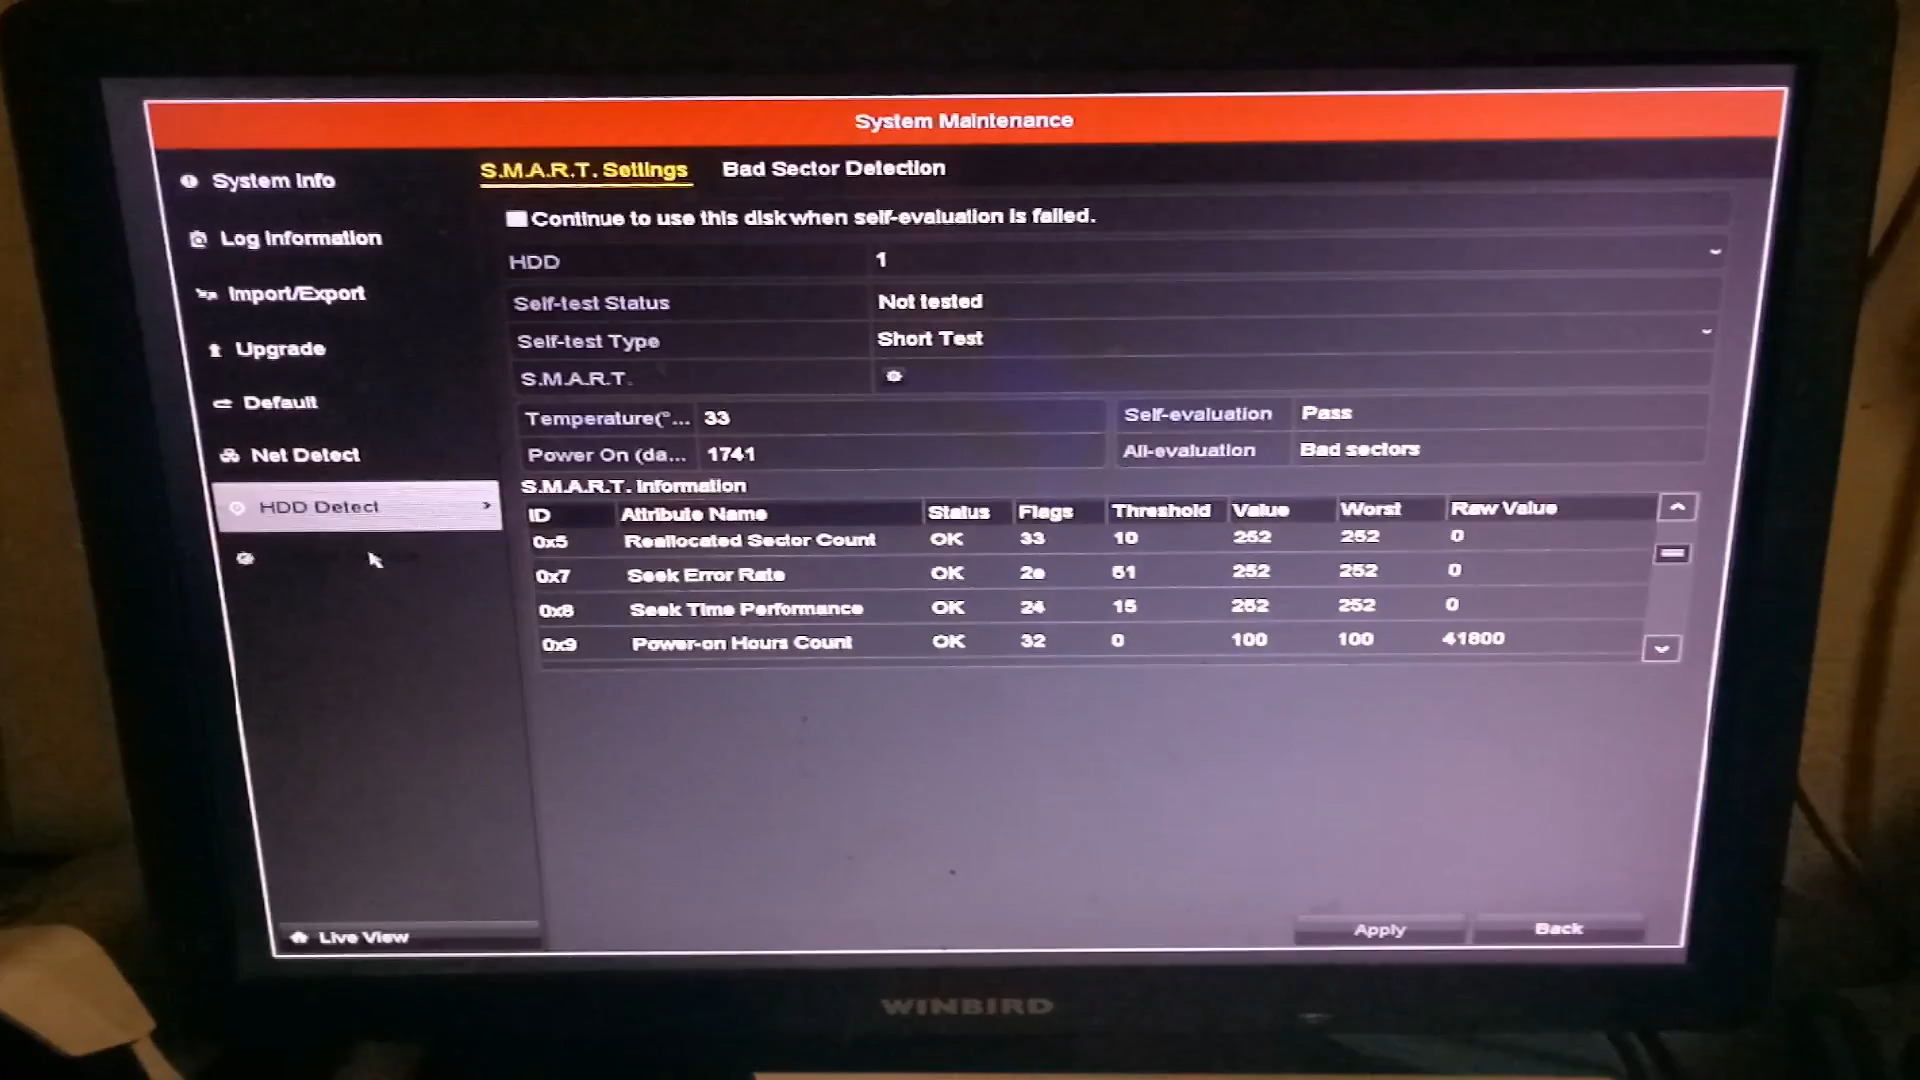 System Maintenance
System Info
Log Information
Import/Export
Upgrade
Default
Net Detect
HDD Detect >
Live View
S.M.A.R.T. Settings Bad Sector Detection
Continue to use this disk when self-evaluation is failed.
HDD 1
Self-test Status Not tested
Self-test Type Short Test
S.M.A.R.T.
Temperature(°... 33 Self-evaluation Pass
Power On (da... 1741 All-evaluation Bad sectors
S.M.A.R.T. Information
ID Attribute Name Status Flags Threshold Value Worst Raw Value
0x5 Reallocated Sector Count OK 33 10 252 252 0
0x7 Seek Error Rate OK 2e 51 252 252 0
0x8 Seek Time Performance OK 24 15 252 252 0
0x9 Power-on Hours Count OK 32 0 100 100 41800
Apply Back
WINBIRD